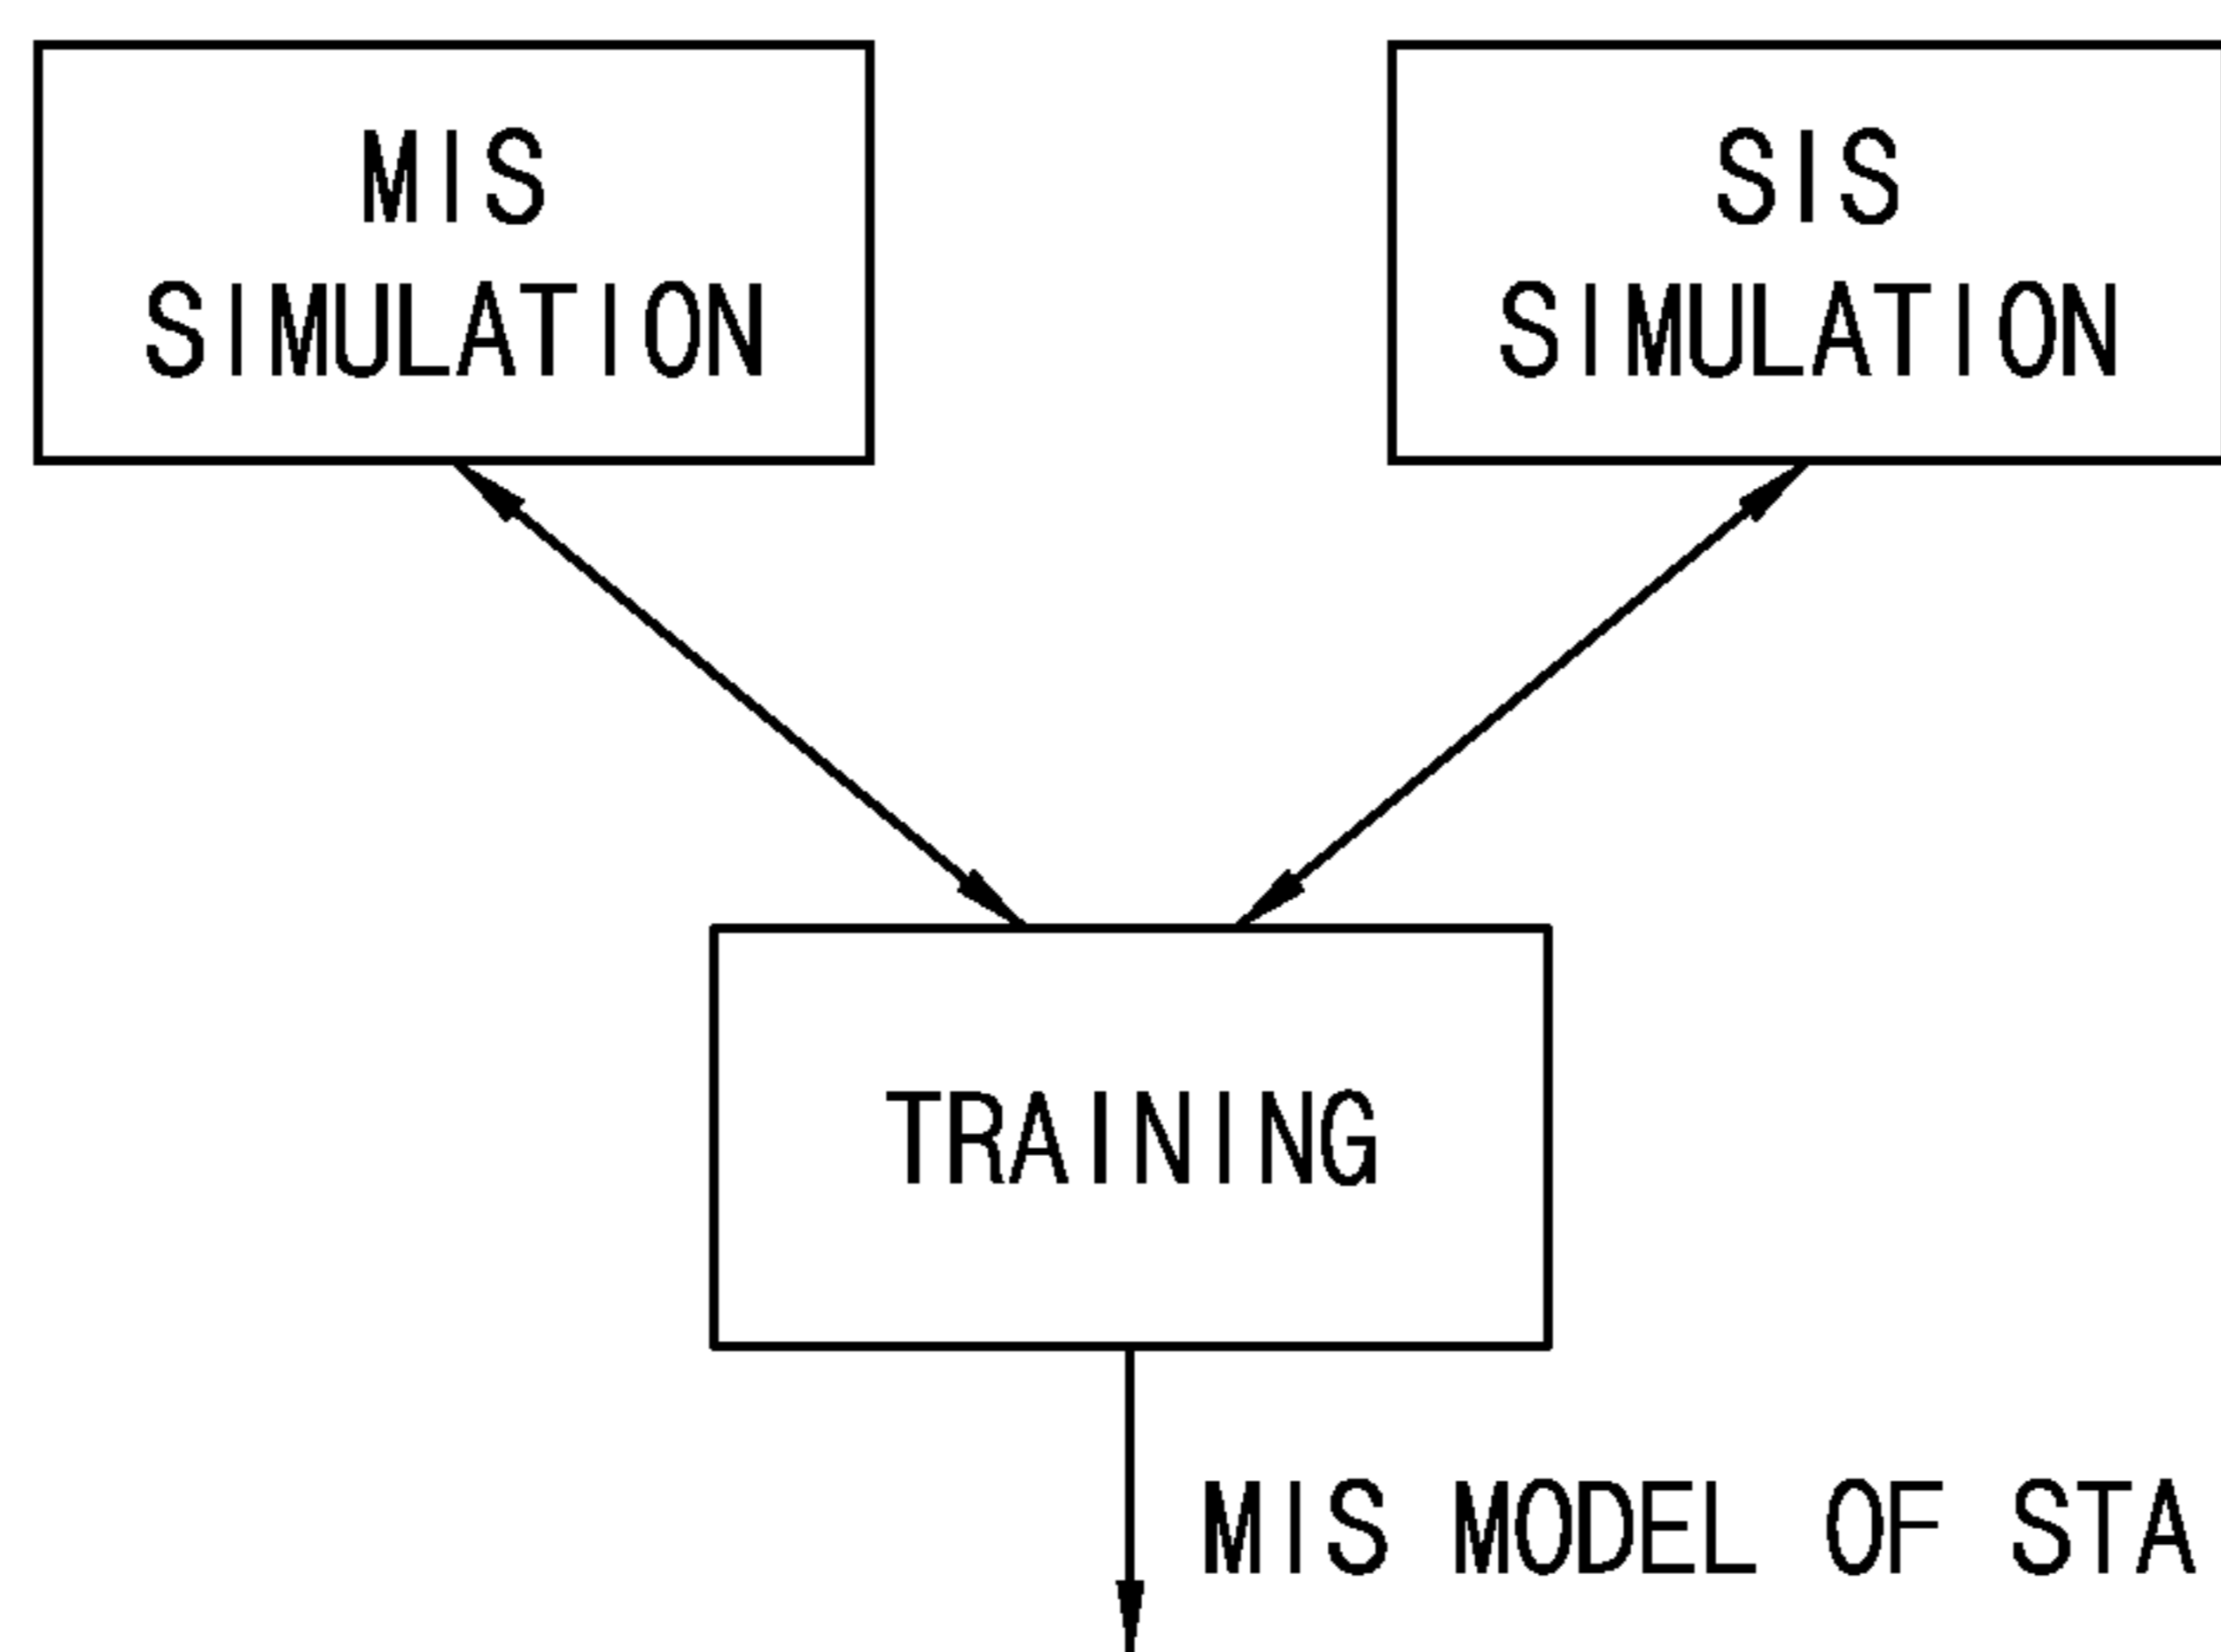 MIS
SIMULATION
SIS
SIMULATION
TRAINING
MIS MODEL OF STA